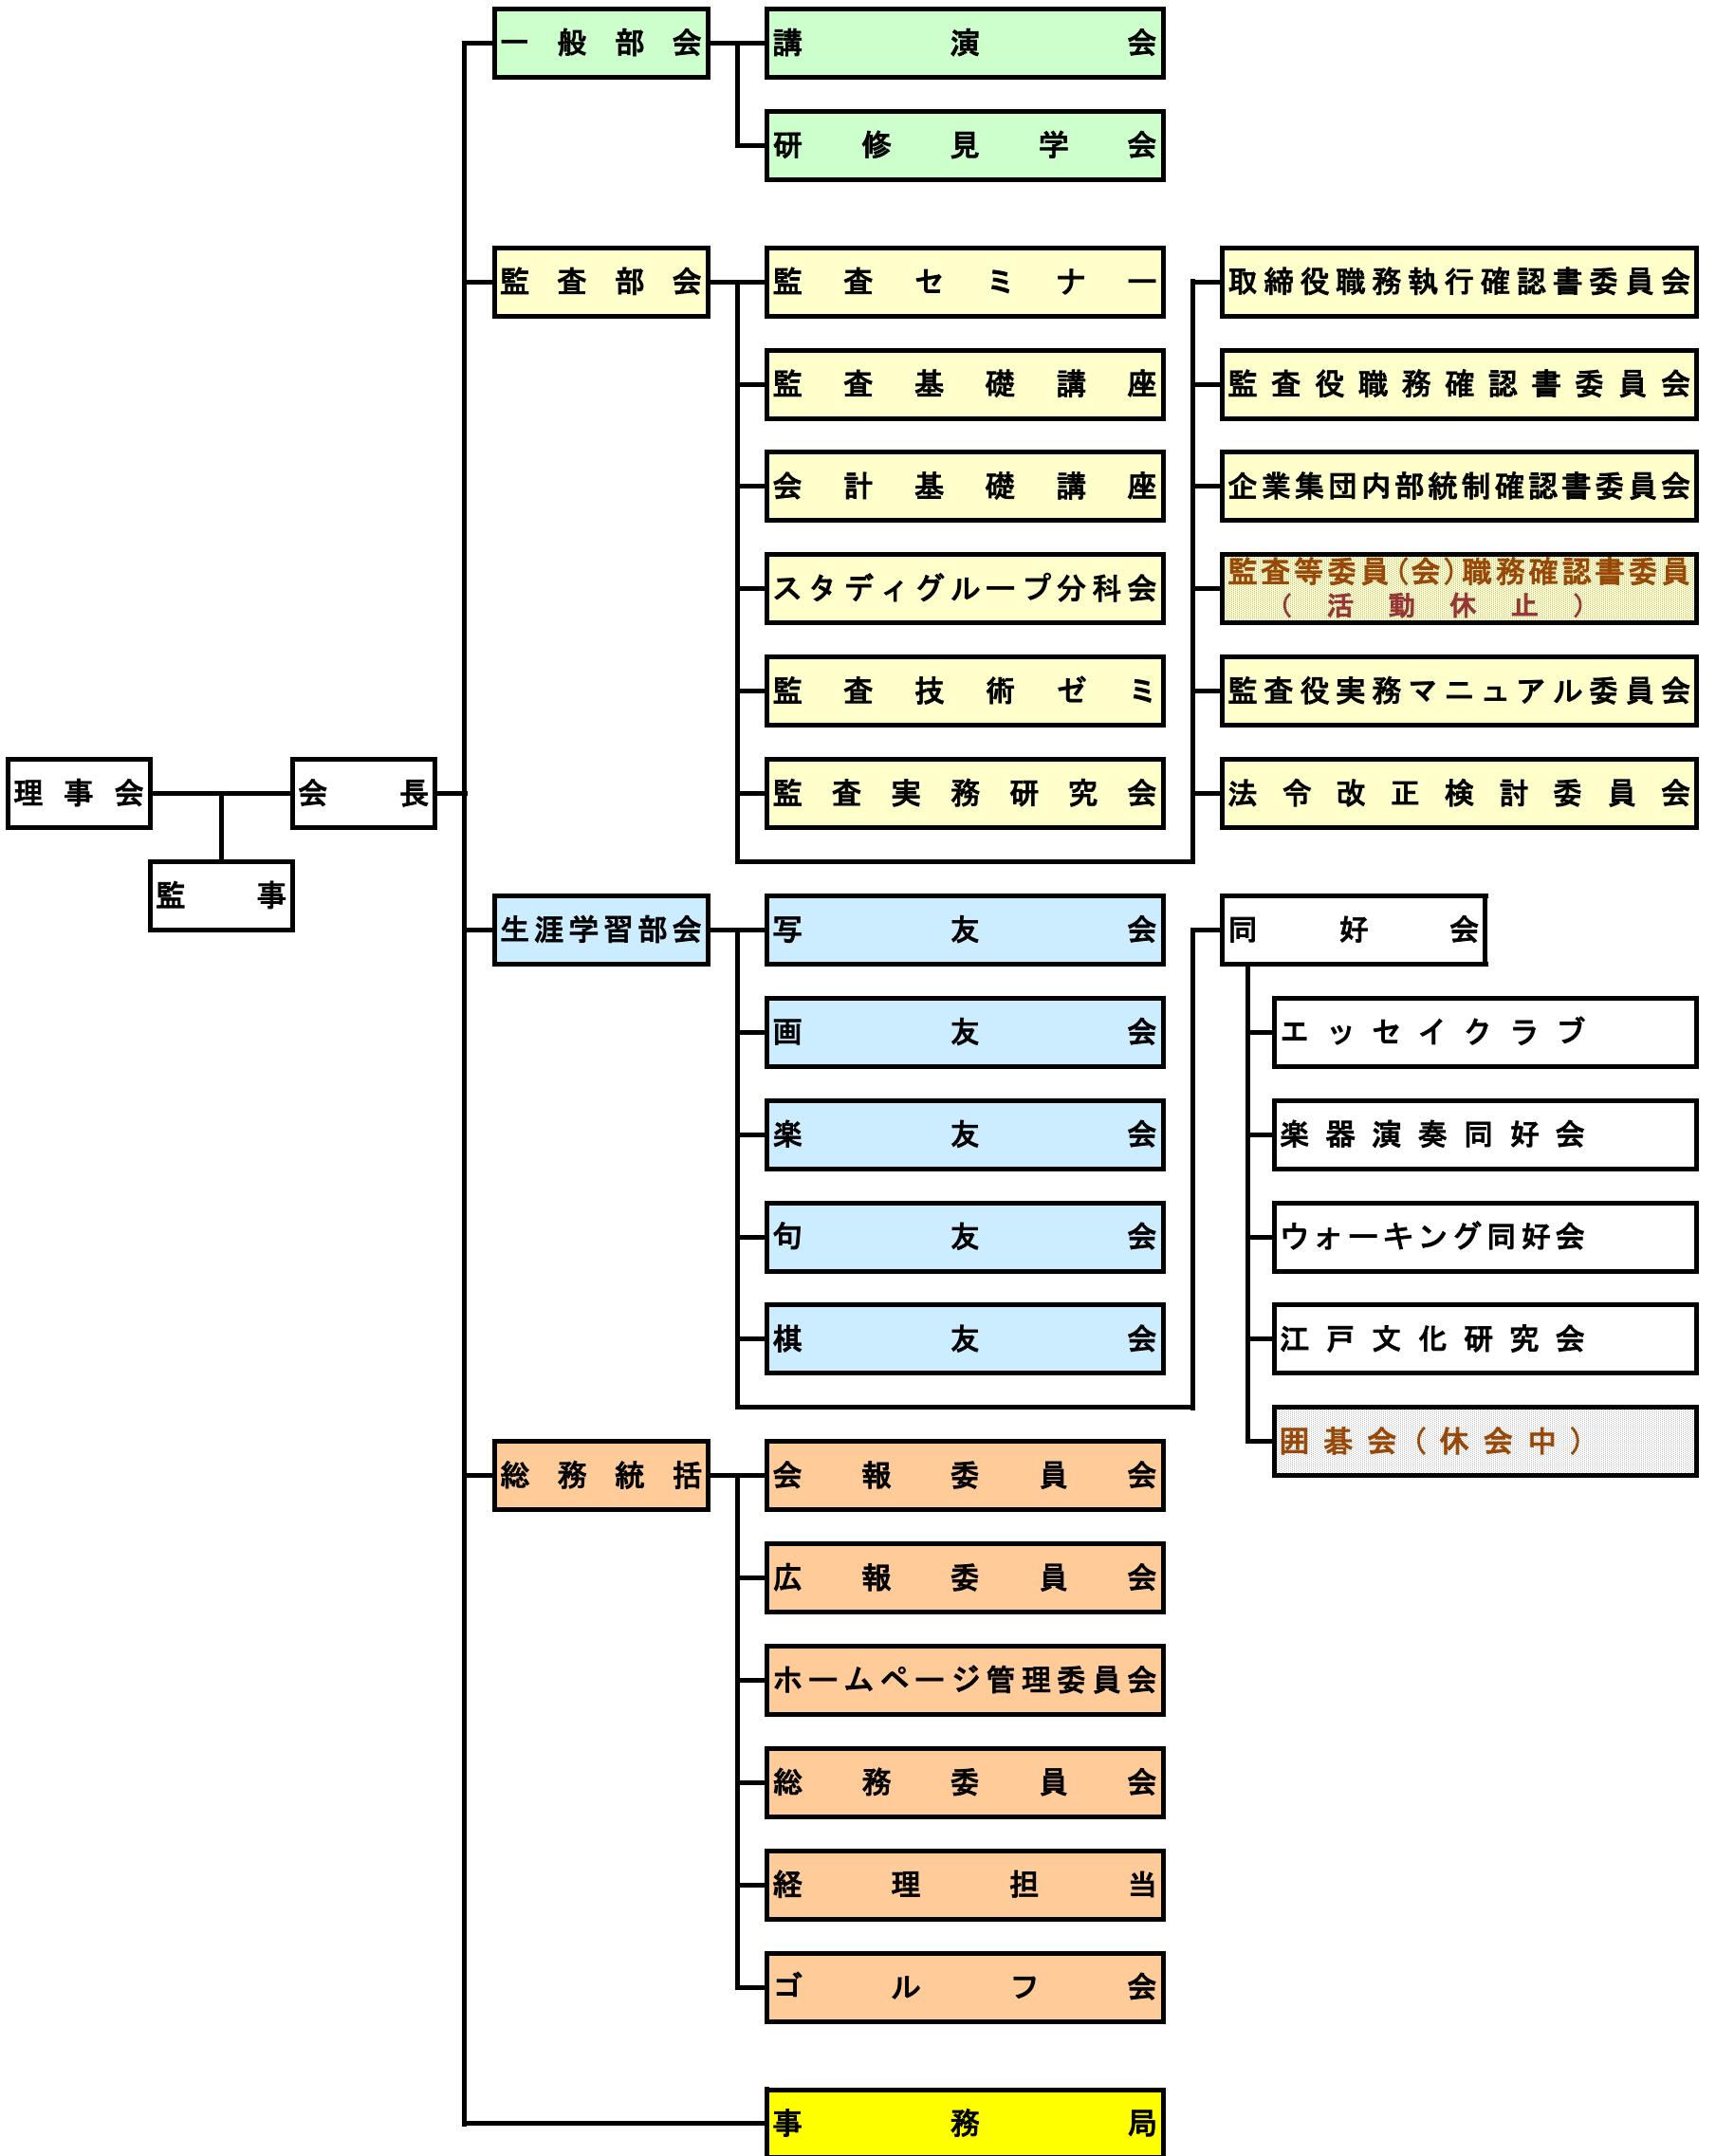 一般部会
講演会
研修見学会
監査部会
監査セミナー
監査基礎講座
会計基礎講座
スタディグループ分科会
監査技術ゼミ
監査実務研究会
取締役職務執行確認書委員会
監査役職務確認書委員会
企業集団内部統制確認書委員会
監査等委員(会)職務確認書委員
(活動休止)
監査役実務マニュアル委員会
法令改正検討委員会
理事会
会長
監事
生涯学習部会
写友会
画友会
楽友会
句友会
棋友会
同好会
エッセイクラブ
楽器演奏同好会
ウォーキング同好会
江戸文化研究会
囲碁会(休会中)
総務統括
会報委員会
広報委員会
ホームページ管理委員会
総務委員会
経理担当
ゴルフ会
事務局